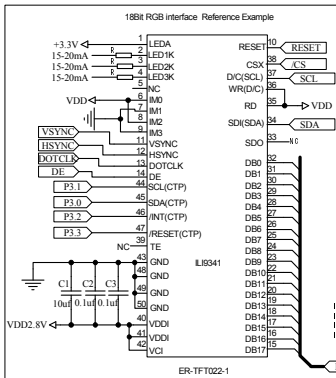 18Bit RGB interface Reference Example
+3.3V 1 LEDA
15-20mA R 2 LED1K
15-20mA R 3 LED2K
15-20mA R 4 LED3K
5 NC
VDD 6 IM0
7 IM1
8 IM2
9 IM3
VSYNC 11 VSYNC
HSYNC 12 HSYNC
DOTCLK 13 DOTCLK
DE 14 DE
P3.1 44 SCL(CTP)
P3.0 45 SDA(CTP)
P3.2 46 /INT(CTP)
P3.3 47 /RESET(CTP)
NC 39 TE
43 GND
48 GND
49 GND
50 GND
C1 C2 C3
10uf 0.1uf 0.1uf
VDD2.8V 40 VDDI
41 VDDI
42 VCI
ILI9341
RESET 10 RESET
CSX 38 /CS
D/C(SCL) 37 SCL
WR(D/C) 36
RD 35 VDD
SDI(SDA) 34 SDA
SDO 33 NC
DB0 32
DB1 31
DB2 30
DB3 29
DB4 28
DB5 27
DB6 26
DB7 25
DB8 24
DB9 23
DB10 22
DB11 21
DB12 20
DB13 19
DB14 18
DB15 17
DB16 16
DB17 15
ER-TFT022-1